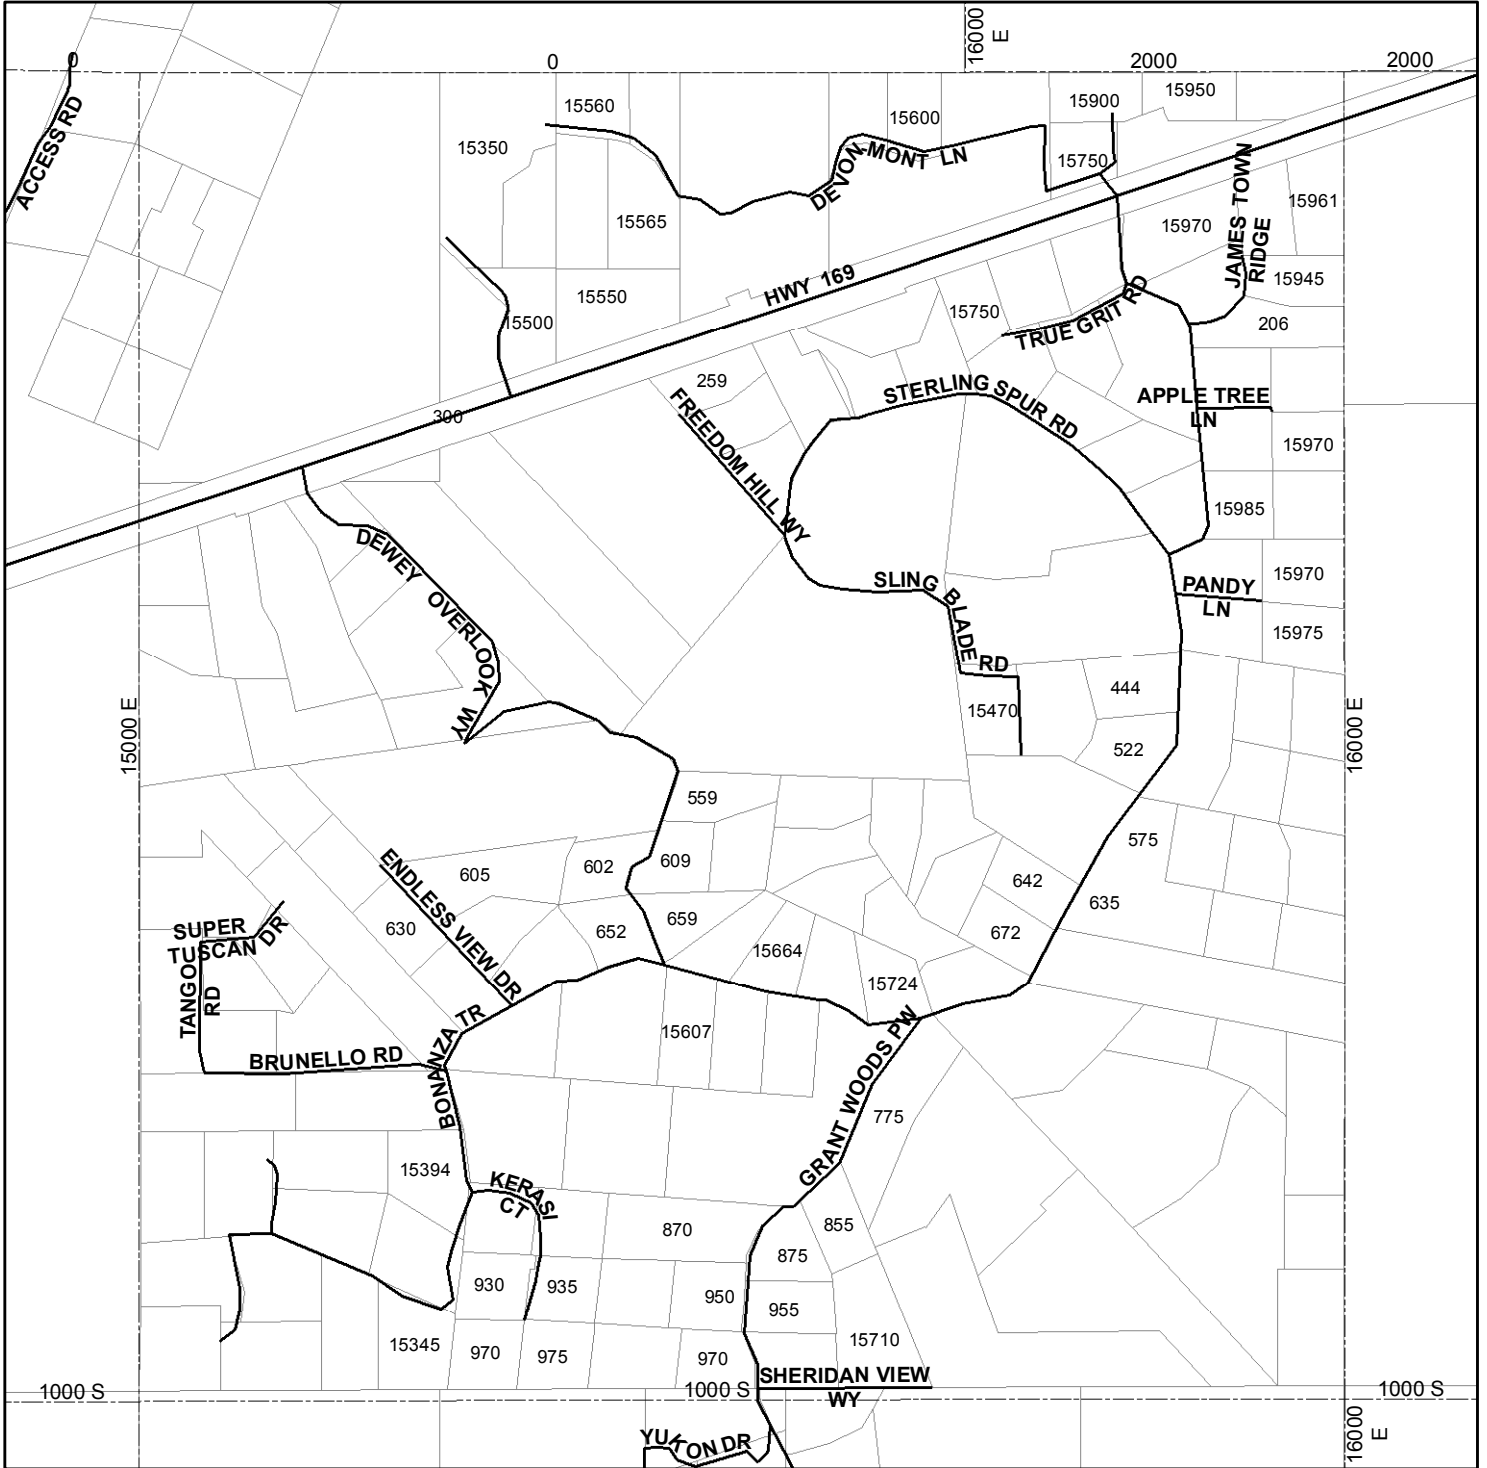 16000
E
0
0
2000
2000
ACCESS RD
15560
15600
15900
15950
15350
DEVON-MONT LN
15750
15565
15970
JAMES TOWN
RIDGE
15961
15945
HWY 169
15550
15500
15750
TRUE GRIT RD
206
259
300
FREEDOM HILL WY
STERLING SPUR RD
APPLE TREE
LN
15970
15985
DEWEY OVERLOOK WY
SLING BLADE RD
PANDY
LN
15970
15975
15000 E
444
15470
16000 E
522
559
575
ENDLESS VIEW DR
605
602
609
642
635
630
652
659
672
SUPER
TUSCAN DR
15664
15724
TANGO
RD
15607
GRANT WOODS PW
BRUNELLO RD
BONANZA TR
775
15394
KERASI
CT
870
855
875
930
935
950
955
15345
970
975
970
15710
SHERIDAN VIEW
WY
1000 S
1000 S
1000 S
YUKON DR
16000
E